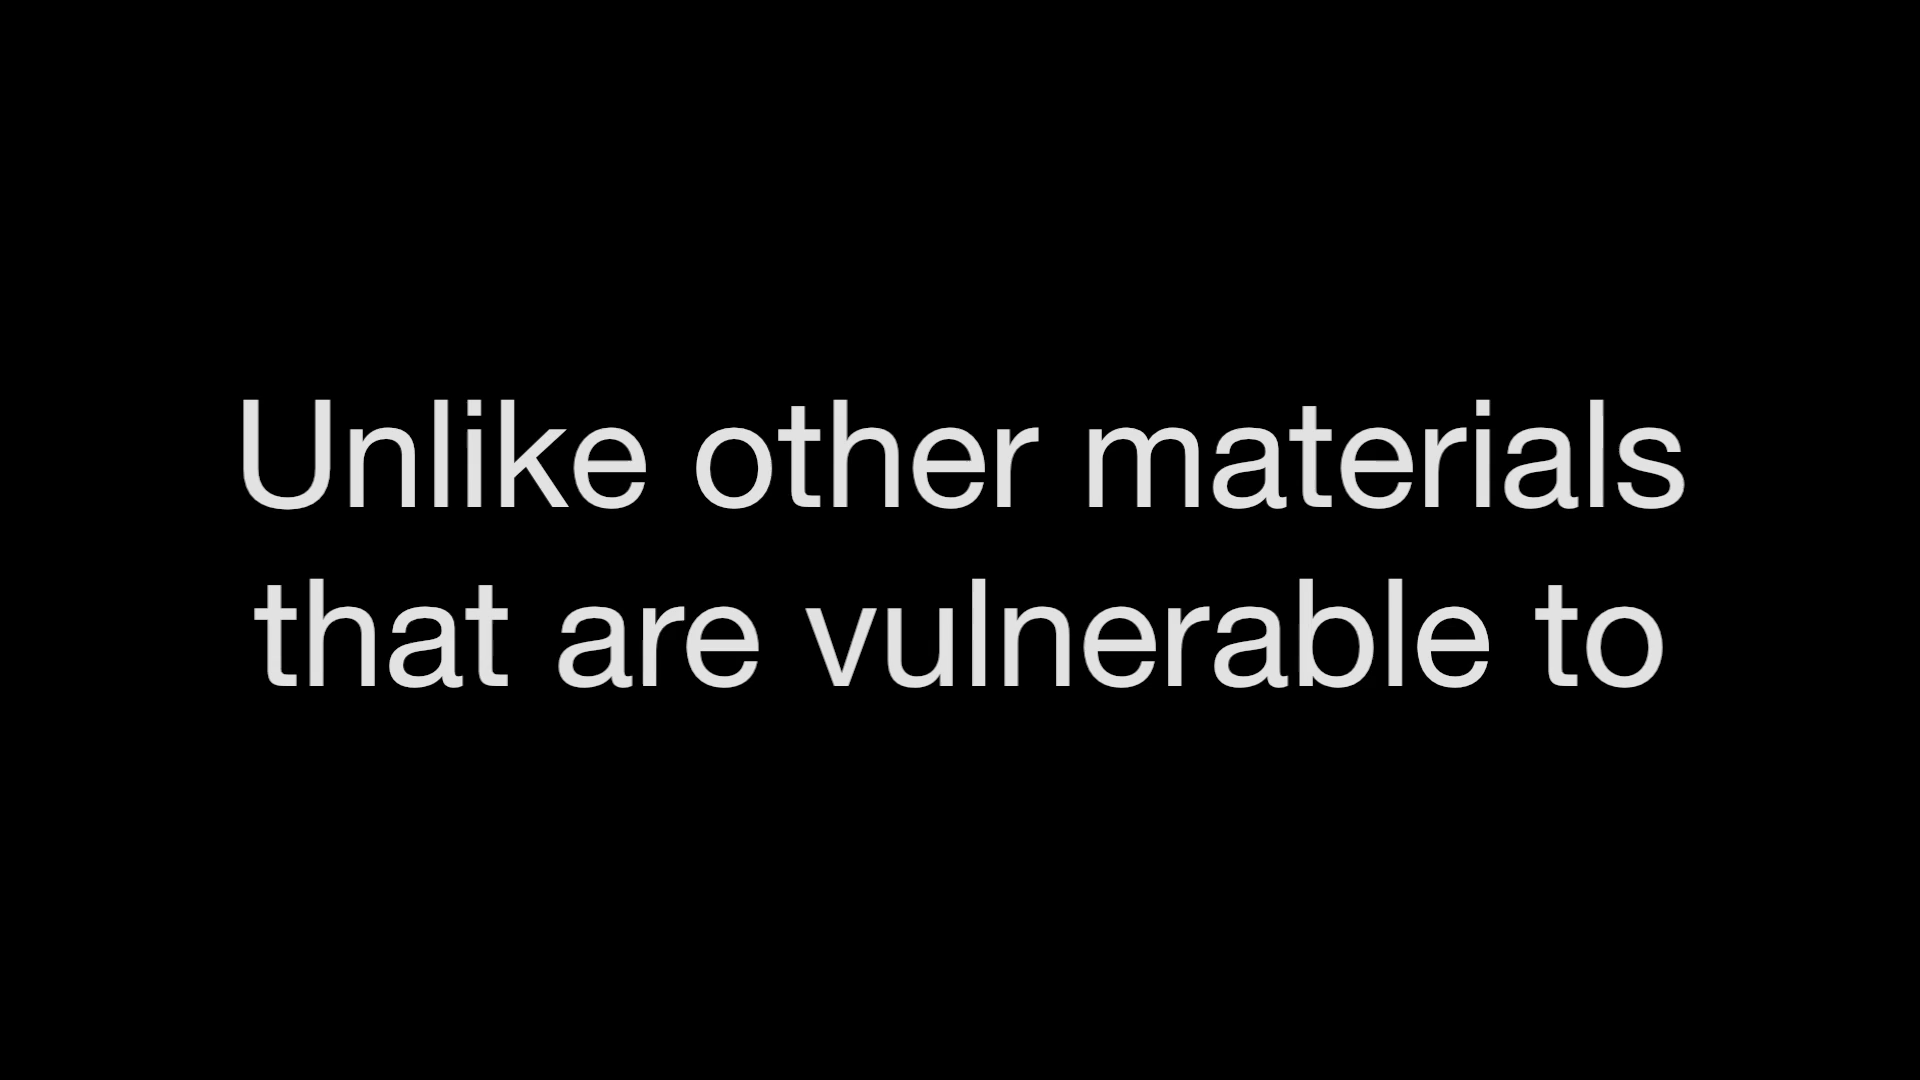 Unlike other materials
that are vulnerable to